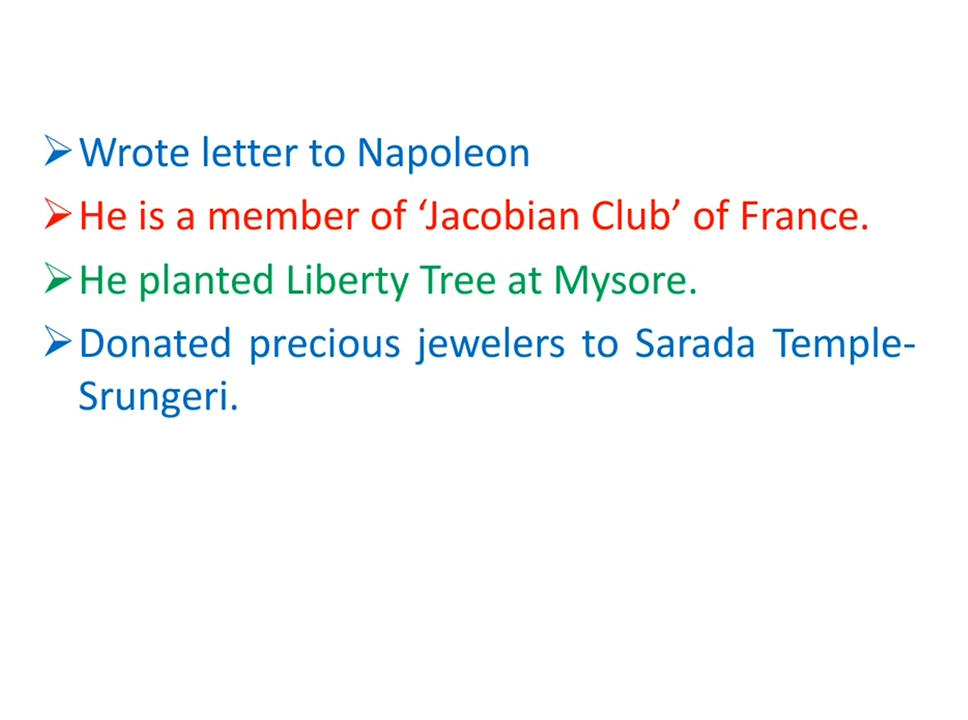 ➢Wrote letter to Napoleon
➢He is a member of ‘Jacobian Club’ of France.
➢He planted Liberty Tree at Mysore.
➢Donated precious jewelers to Sarada Temple-
Srungeri.